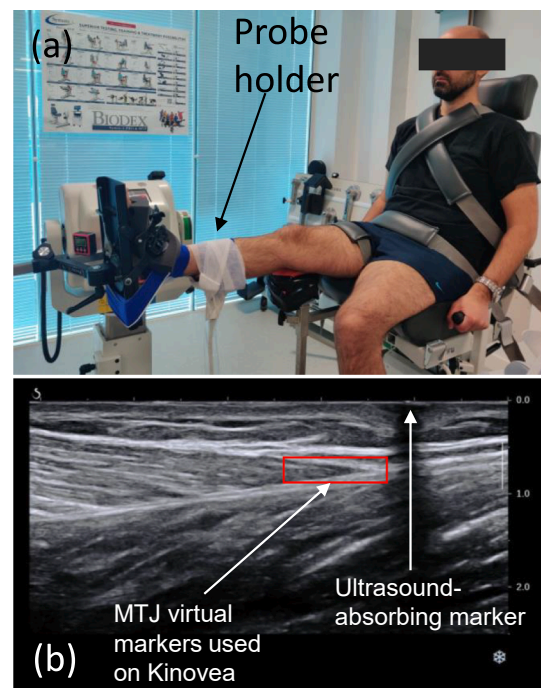 (a)
Probe
holder
BIODEX
0.0
1.0
2.0
Ultrasound-
absorbing marker
MTJ virtual
markers used
on Kinovea
(b)